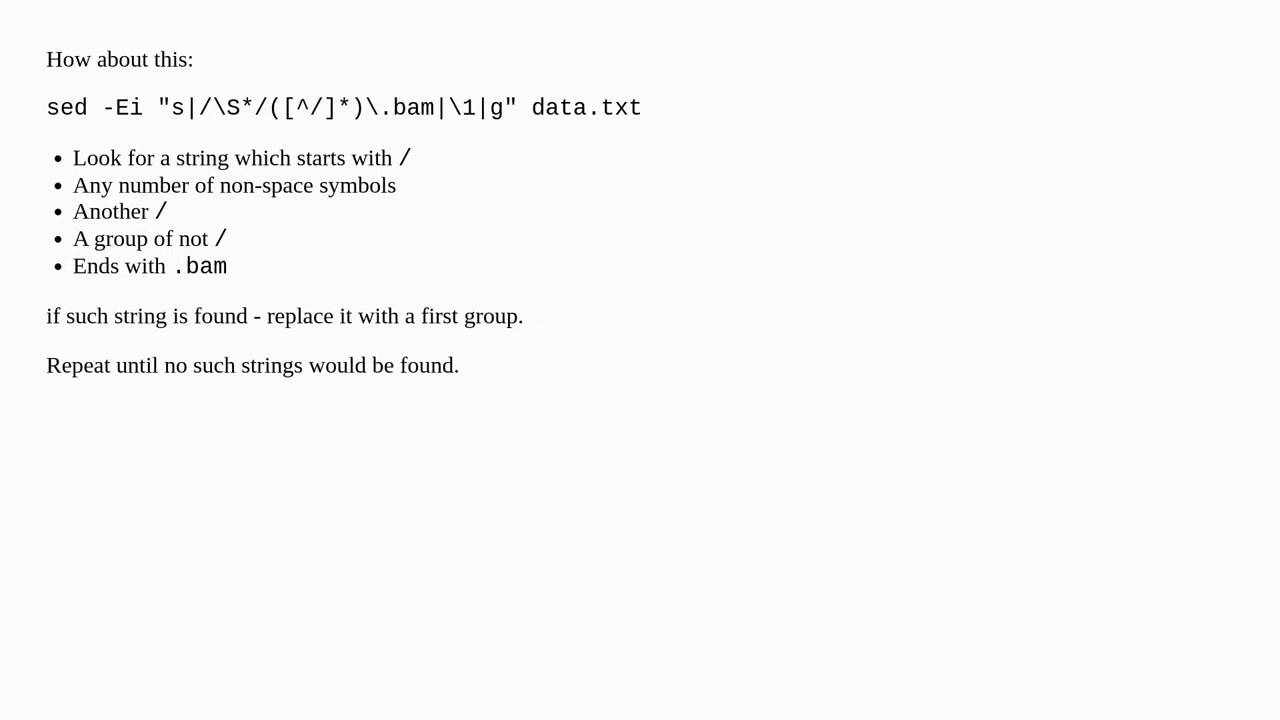 How about this:
sed -Ei "s|/\S*/([^/]*)\.bam|\1|g" data.txt
• Look for a string which starts with /
• Any number of non-space symbols
• Another /
• A group of not /
• Ends with .bam
if such string is found - replace it with a first group.
Repeat until no such strings would be found.